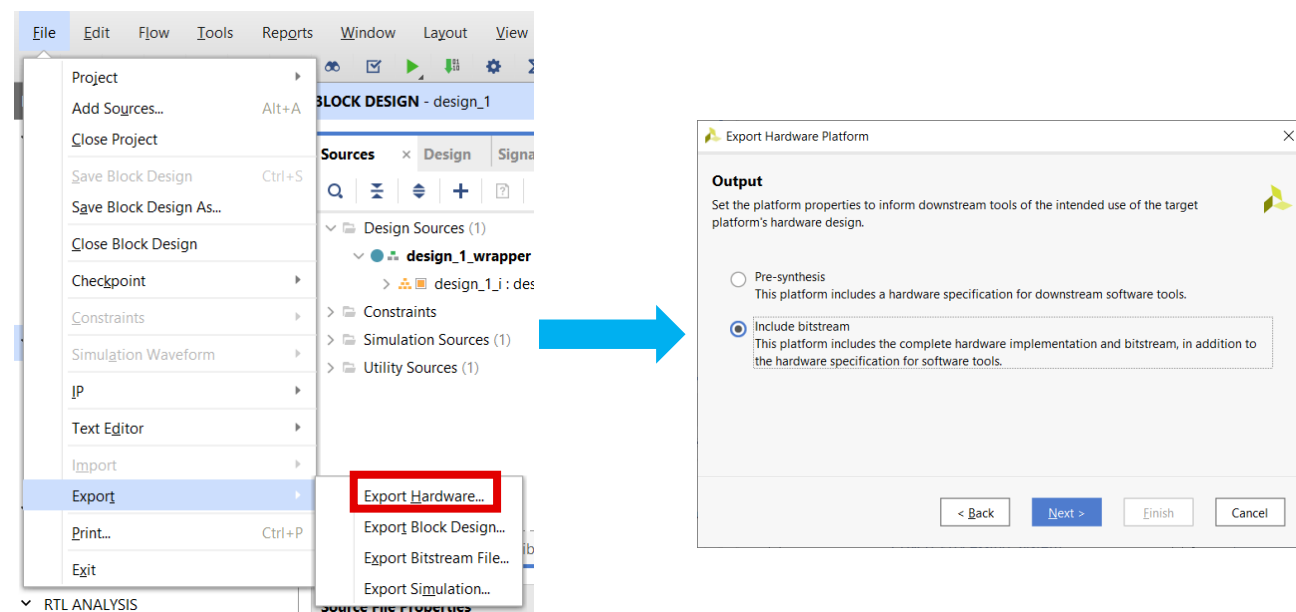 File Edit Flow Tools Reports Window Layout View
Project
Add Sources... Alt+A
Close Project
Save Block Design Ctrl+S
Save Block Design As...
Close Block Design
Checkpoint
Constraints
Simulation Waveform
IP
Text Editor
Import
Export
Print... Ctrl+P
Exit
RTL ANALYSIS
BLOCK DESIGN - design_1
Sources × Design Signa
Design Sources (1)
design_1_wrapper
design_1_i : des
Constraints
Simulation Sources (1)
Utility Sources (1)
Export Hardware...
Export Block Design...
Export Bitstream File...
Export Simulation...
Source File Properties
Export Hardware Platform
Output
Set the platform properties to inform downstream tools of the intended use of the target
platform's hardware design.
Pre-synthesis
This platform includes a hardware specification for downstream software tools.
Include bitstream
This platform includes the complete hardware implementation and bitstream, in addition to
the hardware specification for software tools.
< Back Next > Finish Cancel